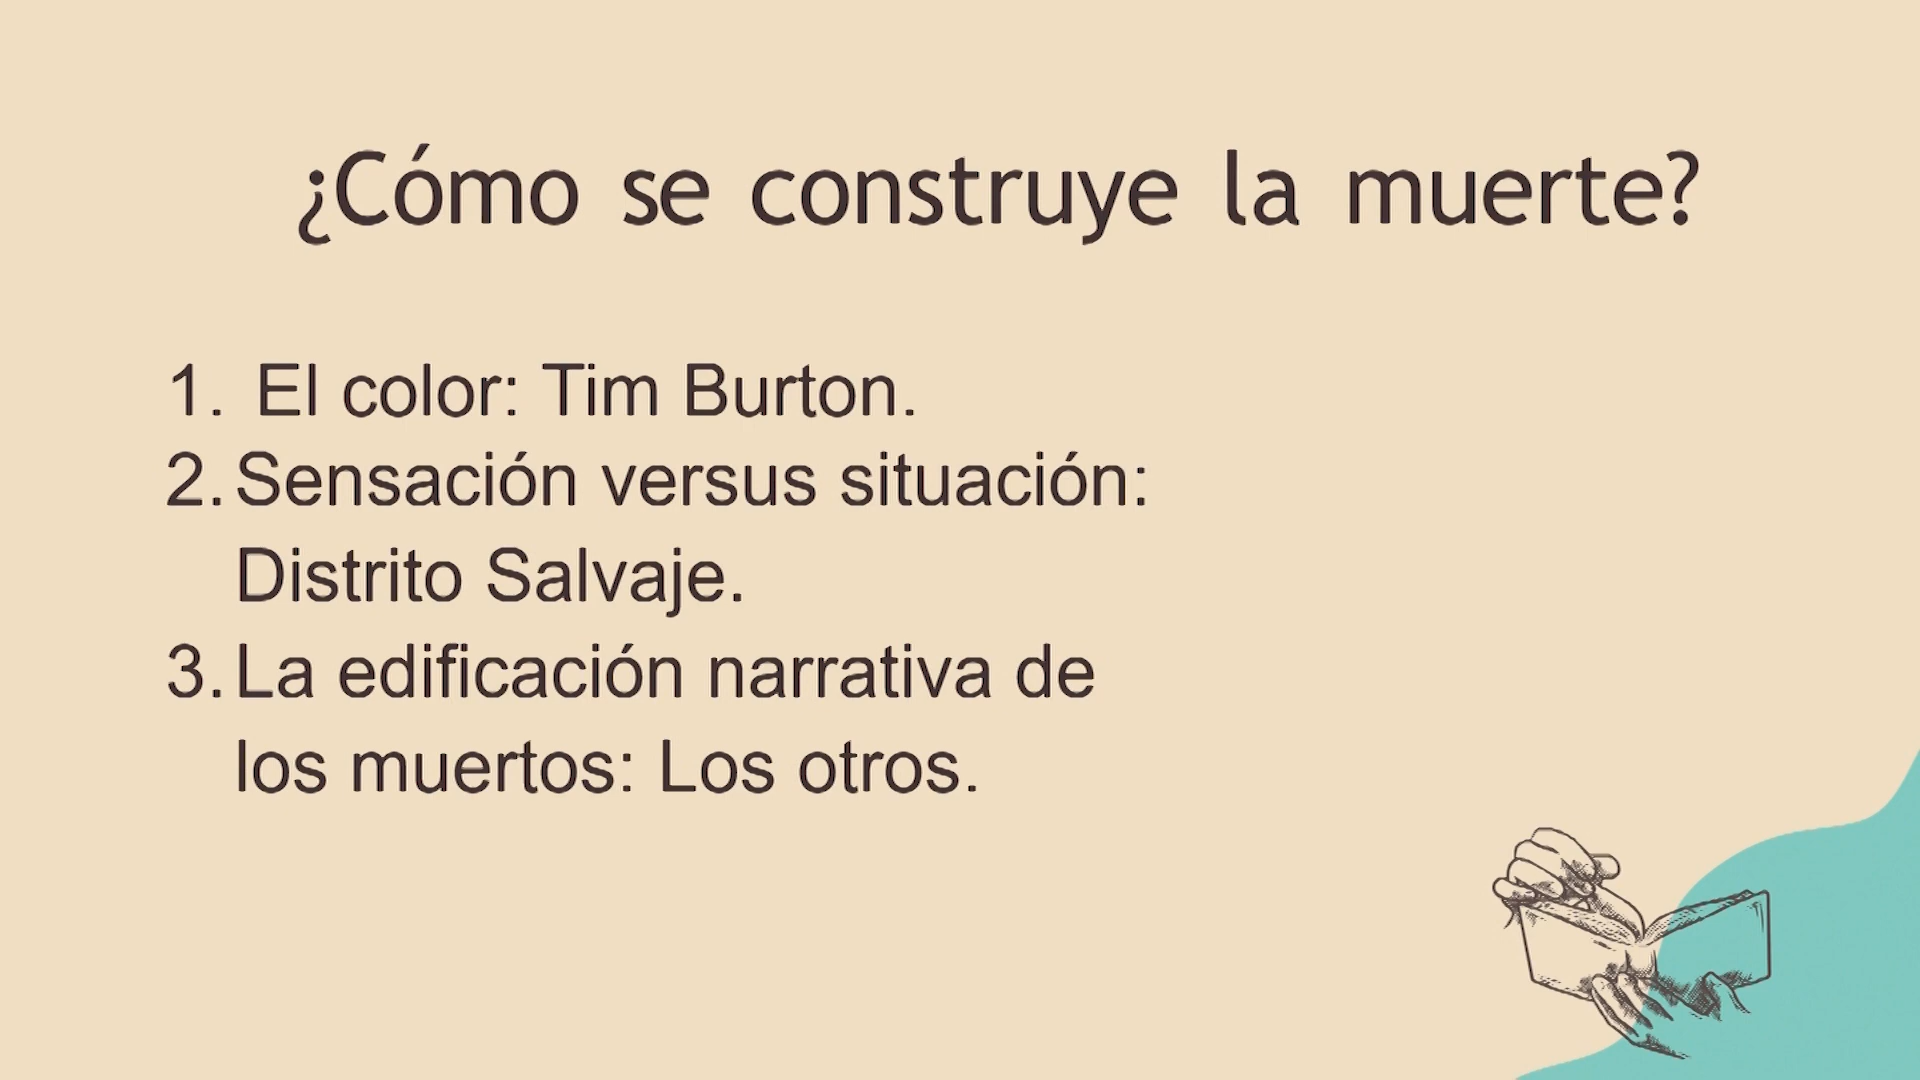 ¿Cómo se construye la muerte?
1. El color: Tim Burton.
2. Sensación versus situación:
Distrito Salvaje.
3. La edificación narrativa de
los muertos: Los otros.